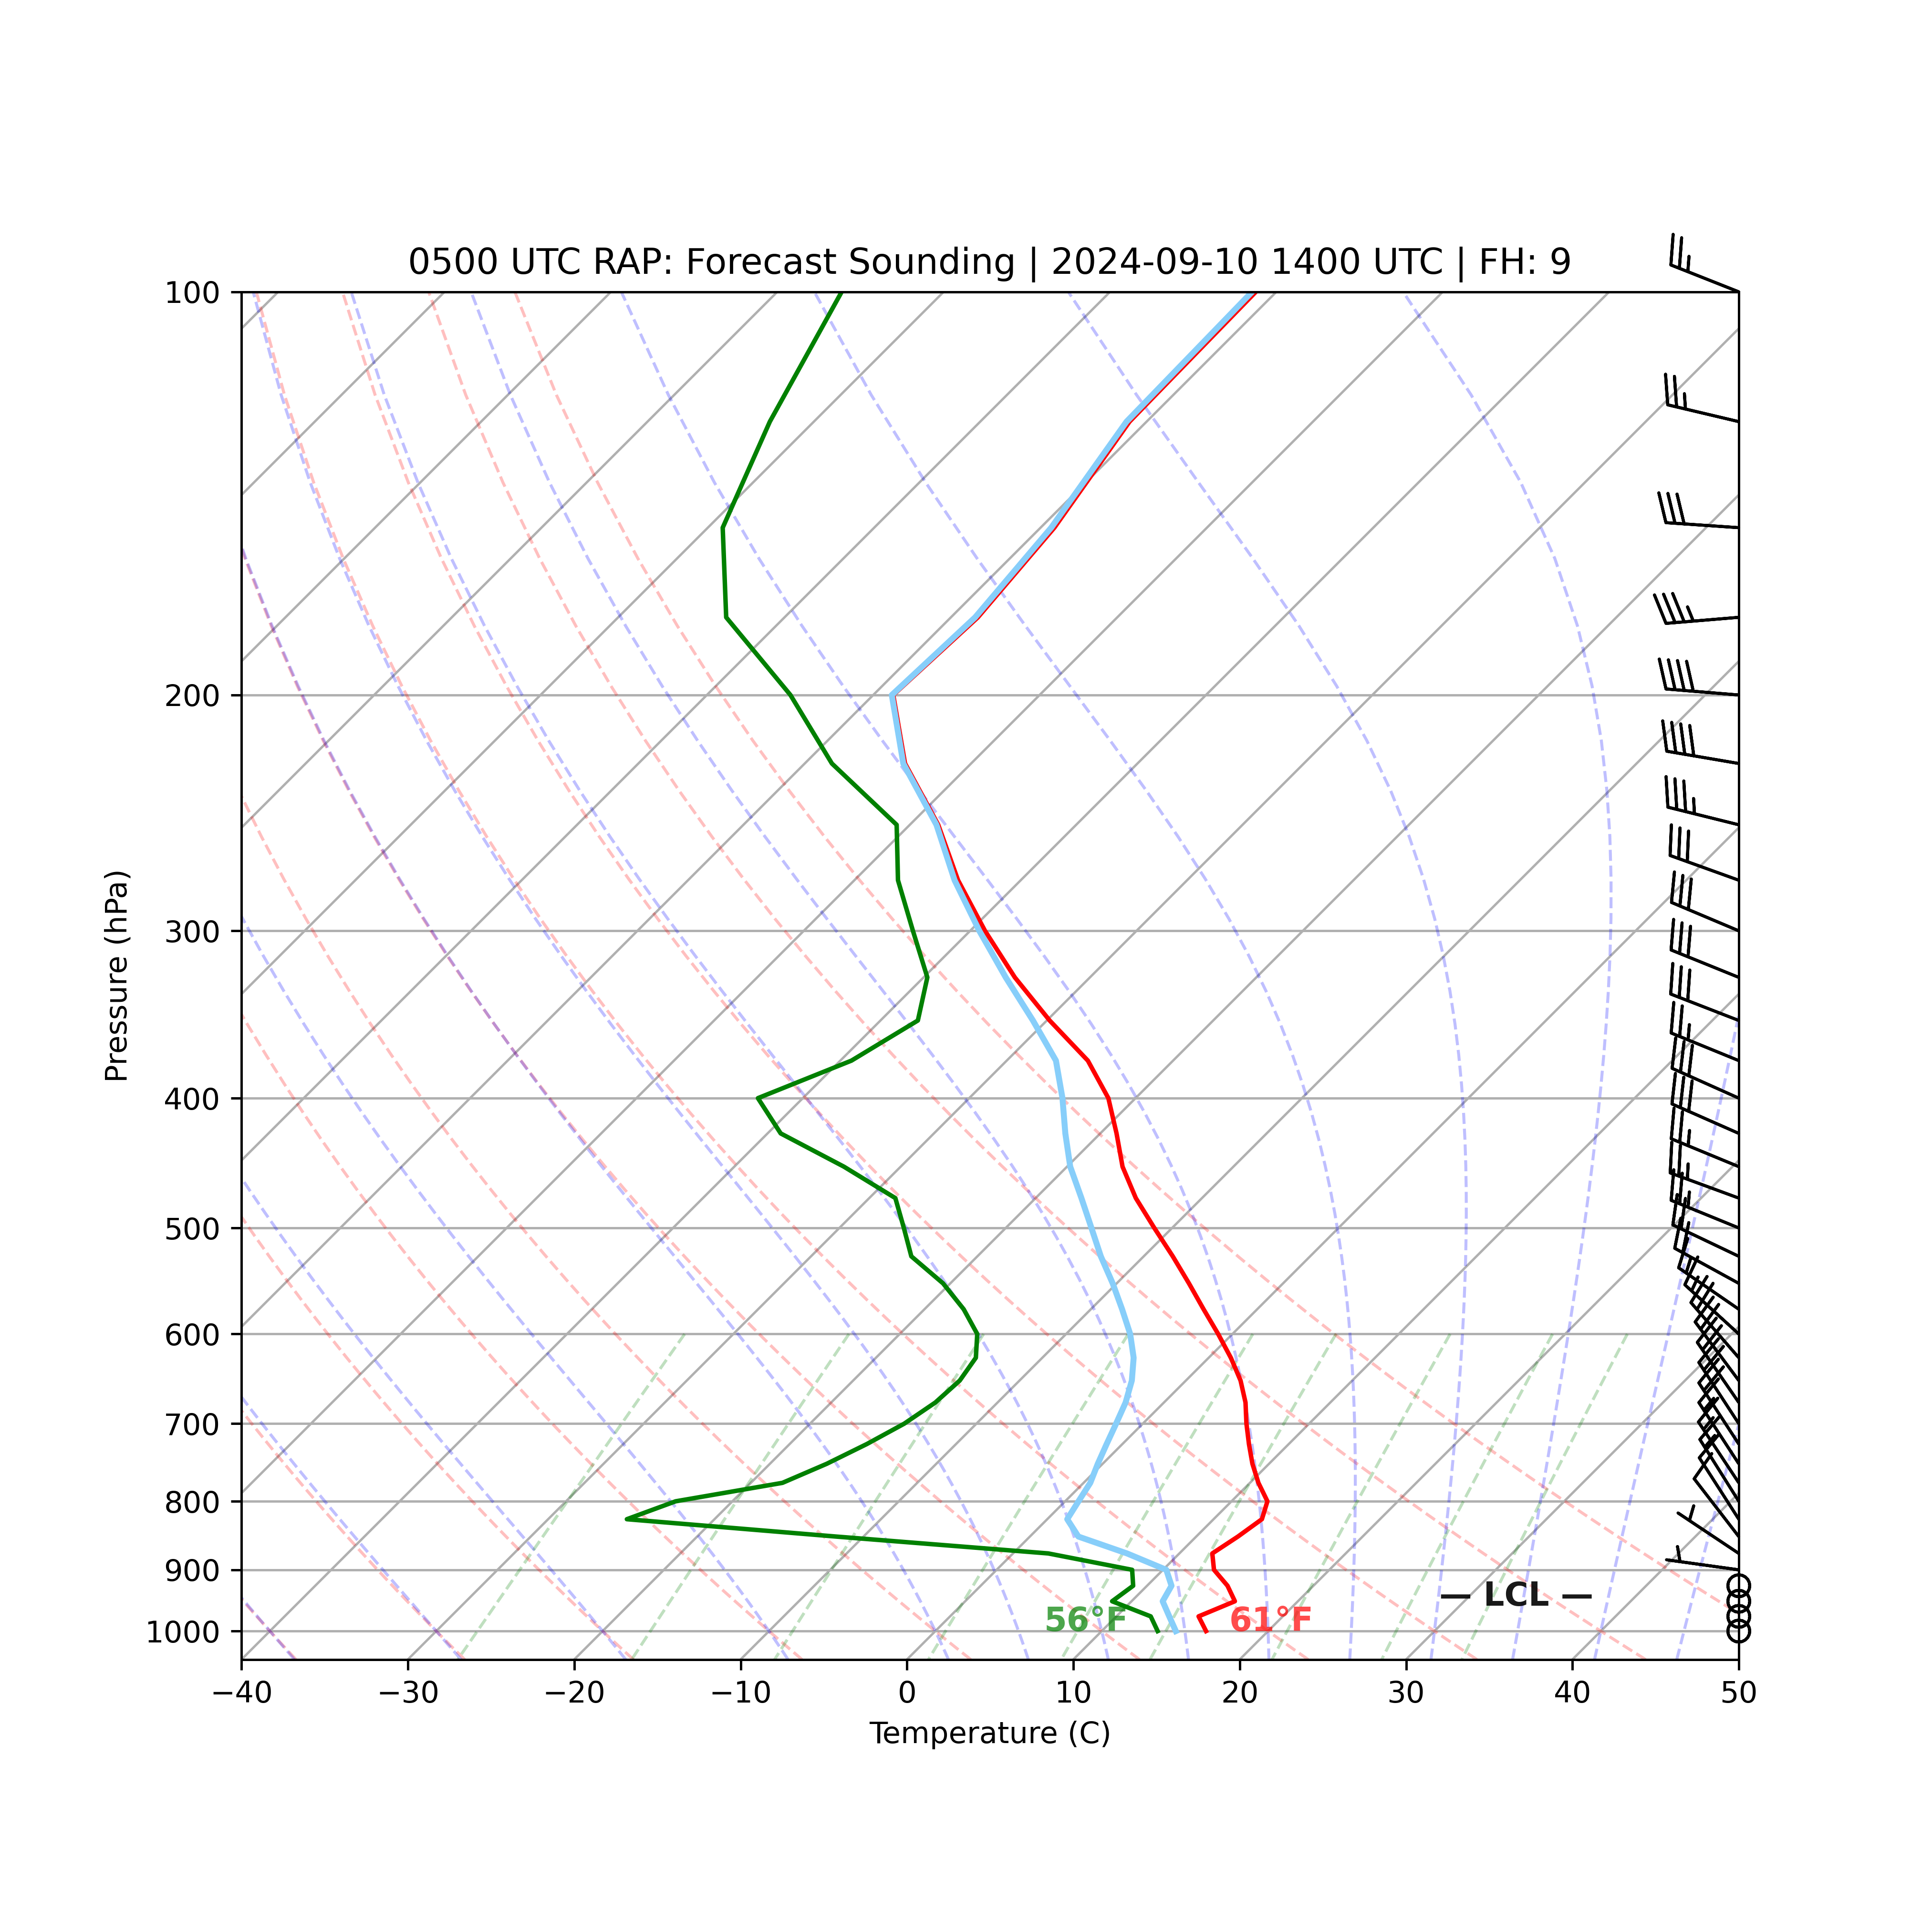 0500 UTC RAP: Forecast Sounding | 2024-09-10 1400 UTC | FH: 9
100
200
300
400
500
600
700
800
900
1000
Pressure (hPa)
— LCL —
56°F
61°F
−40 −30 −20 −10 0 10 20 30 40 50
Temperature (C)